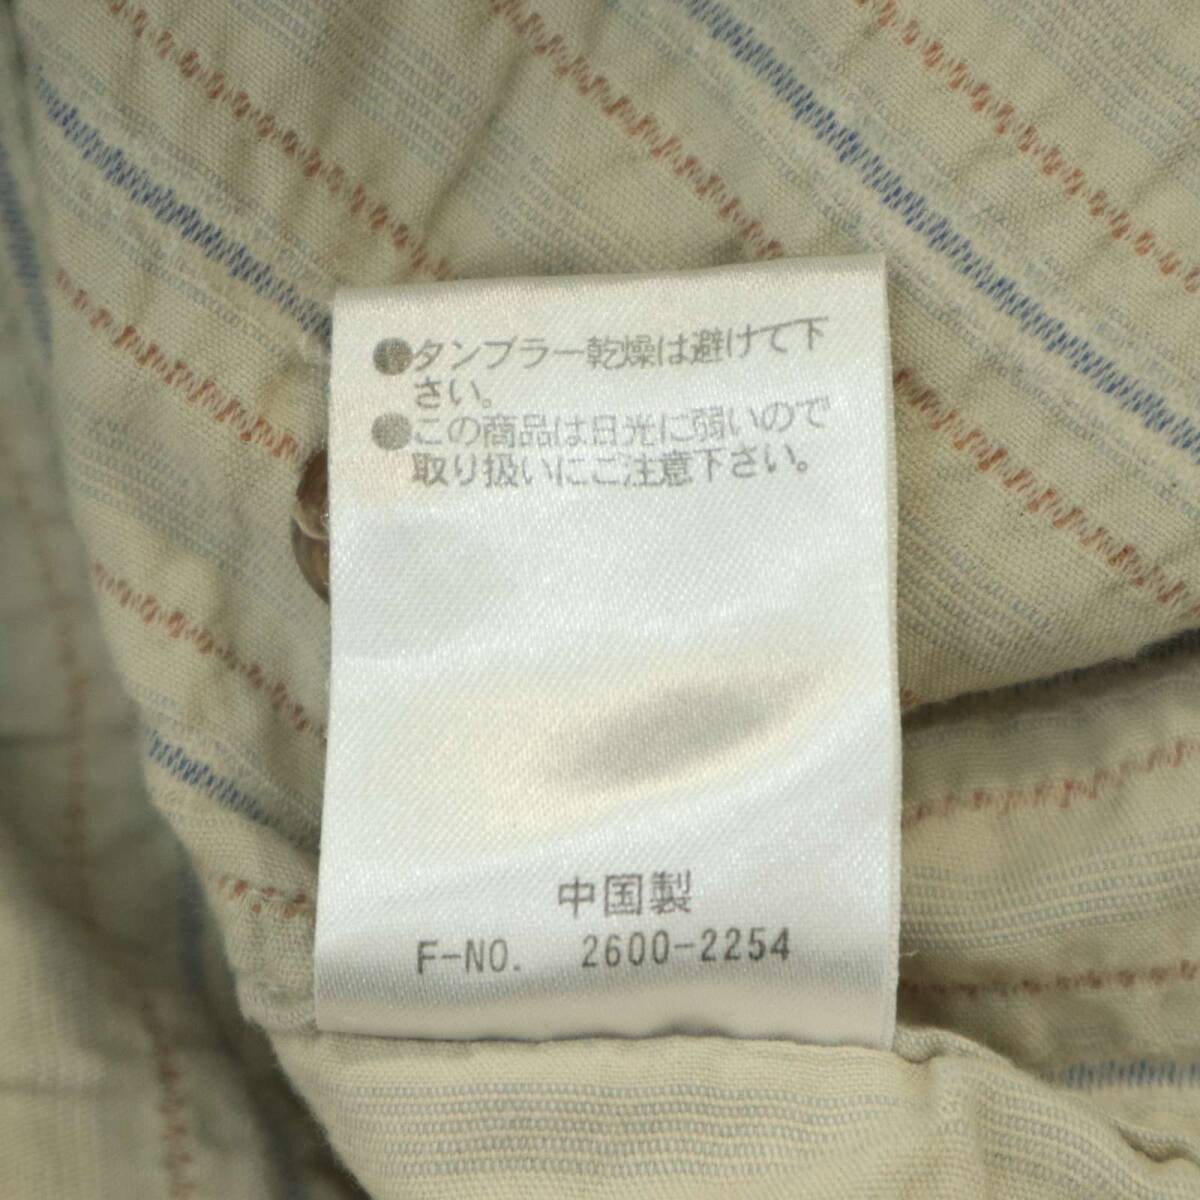 ●タンブラー乾燥は避けて下
さい。
●この商品は日光に弱いので
取り扱いにご注意下さい。
中国製
F-NO. 2600-2254